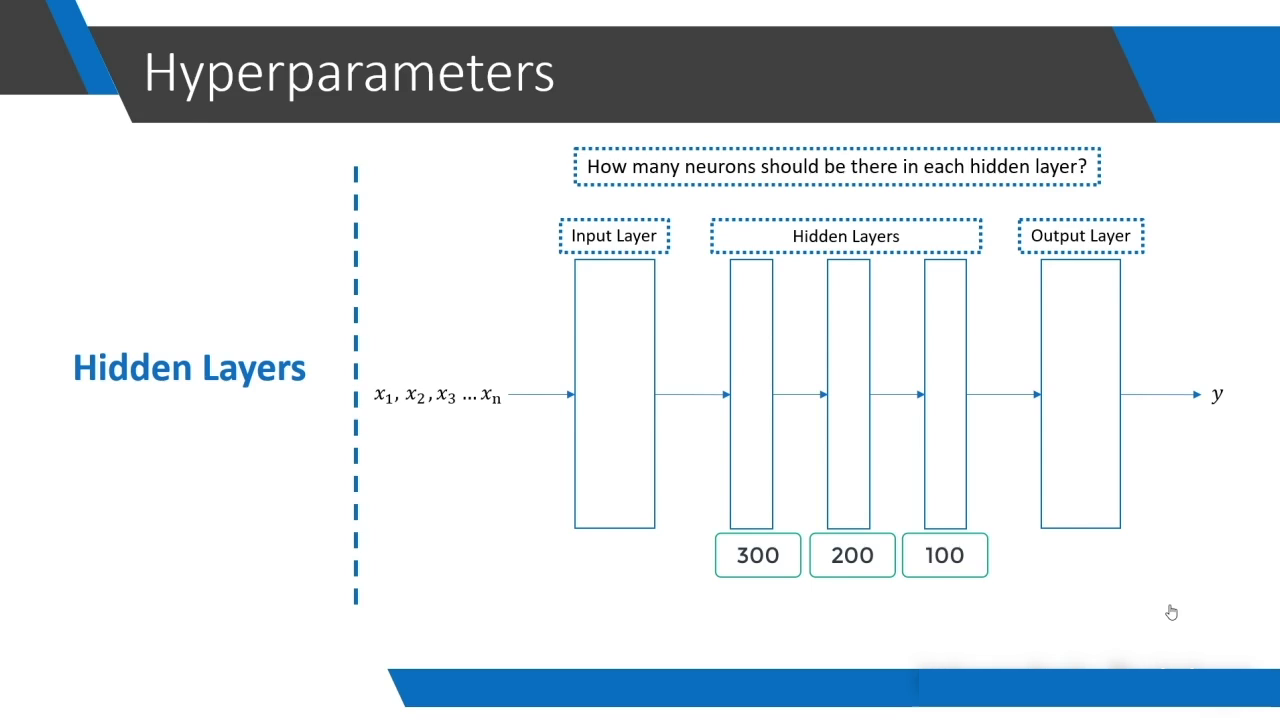 Hyperparameters
How many neurons should be there in each hidden layer?
Input Layer
Hidden Layers
Output Layer
Hidden Layers
x₁, x₂, x₃ ... xₙ
y
300
200
100